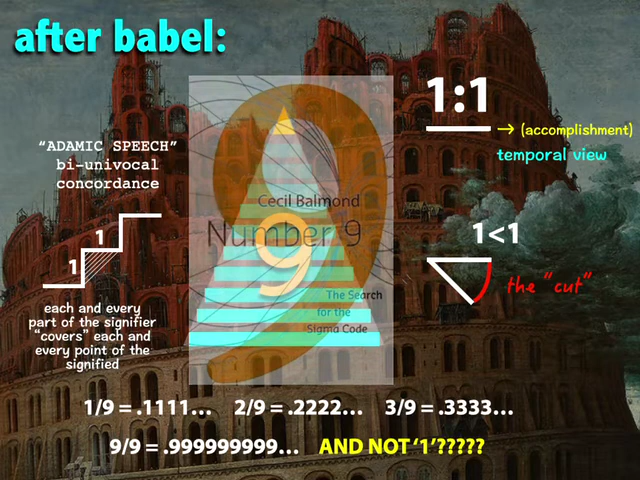 after babel:
1:1
→ (accomplishment)
temporal view
“ADAMIC SPEECH”
bi-univocal
concordance
Cecil Balmond
Number 9
9
1<1
1
1
the “cut“
The Search
for the
Sigma Code
each and every
part of the signifier
“covers” each and
every point of the
signified
1/9 = .1111... 2/9 = .2222... 3/9 = .3333...
9/9 = .999999999... AND NOT ‘1’?????